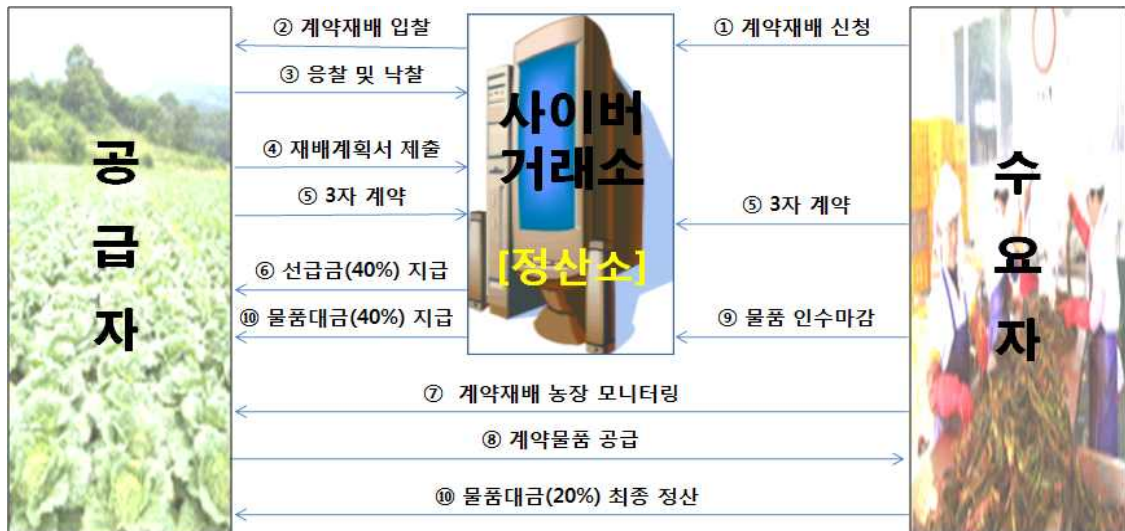 ② 계약재배 입찰
① 계약재배 신청
③ 응찰 및 낙찰
사이버
거래소
④ 재배계획서 제출
⑤ 3자 계약
⑤ 3자 계약
[정산소]
⑥ 선급금(40%) 지급
⑩ 물품대금(40%) 지급
⑨ 물품 인수마감
공
급
자
수
요
자
⑦ 계약재배 농장 모니터링
⑧ 계약물품 공급
⑩ 물품대금(20%) 최종 정산